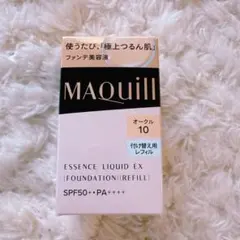 使うたび、「極上つるん肌」
ファンデ美容液
MAQuill
オークル
10
付け替え用
レフィル
ESSENCE LIQUID EX
(FOUNDATION)(REFILL)
SPF50・・PA++++